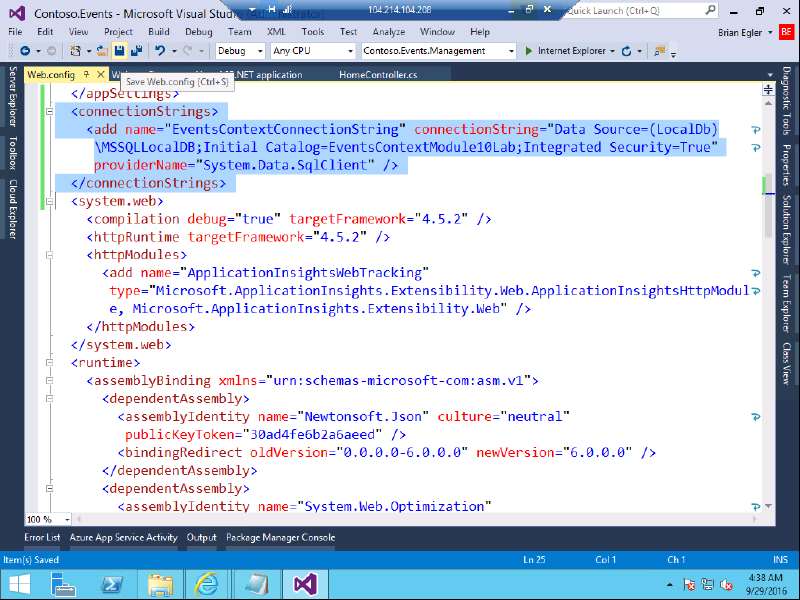 Contoso.Events - Microsoft Visual Studio
104.214.104.208
Quick Launch (Ctrl+Q)
File Edit View Project Build Debug Team XML Tools Test Analyze Window Help
Brian Egler BE
Debug Any CPU Contoso.Events.Management Internet Explorer
Web.config HomeController.cs
Save Web.config (Ctrl+S)
</appSettings>
<connectionStrings>
<add name="EventsContextConnectionString" connectionString="Data Source=(LocalDb)
\MSSQLLocalDB;Initial Catalog=EventsContextModule10Lab;Integrated Security=True"
providerName="System.Data.SqlClient" />
</connectionStrings>
<system.web>
<compilation debug="true" targetFramework="4.5.2" />
<httpRuntime targetFramework="4.5.2" />
<httpModules>
<add name="ApplicationInsightsWebTracking"
type="Microsoft.ApplicationInsights.Extensibility.Web.ApplicationInsightsHttpModul
e, Microsoft.ApplicationInsights.Extensibility.Web" />
</httpModules>
</system.web>
<runtime>
<assemblyBinding xmlns="urn:schemas-microsoft-com:asm.v1">
<dependentAssembly>
<assemblyIdentity name="Newtonsoft.Json" culture="neutral"
publicKeyToken="30ad4fe6b2a6aeed" />
<bindingRedirect oldVersion="0.0.0.0-6.0.0.0" newVersion="6.0.0.0" />
</dependentAssembly>
<dependentAssembly>
<assemblyIdentity name="System.Web.Optimization"
100 %
Server Explorer
Toolbox
Cloud Explorer
Diagnostic Tools
Properties
Solution Explorer
Team Explorer
Class View
Error List Azure App Service Activity Output Package Manager Console
Item(s) Saved Ln 25 Col 1 Ch 1 INS
4:38 AM
9/29/2016